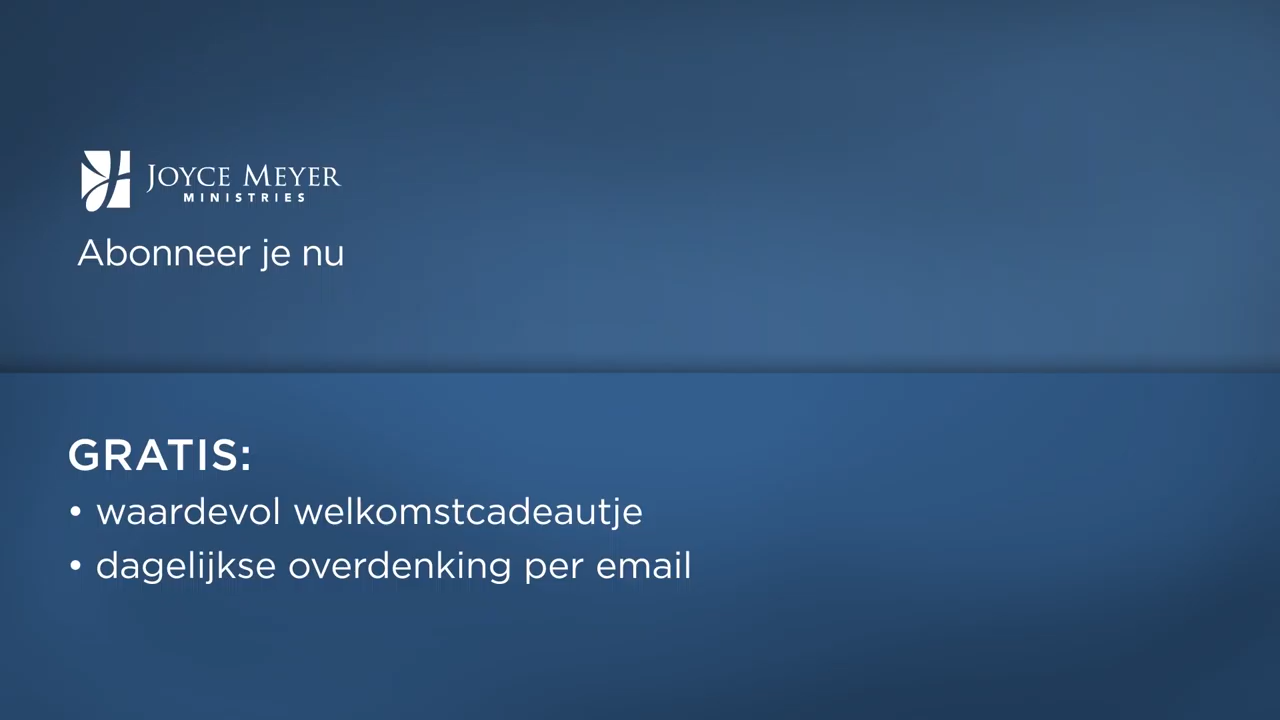 JOYCE MEYER
MINISTRIES
Abonneer je nu
GRATIS:
• waardevol welkomstcadeautje
• dagelijkse overdenking per email